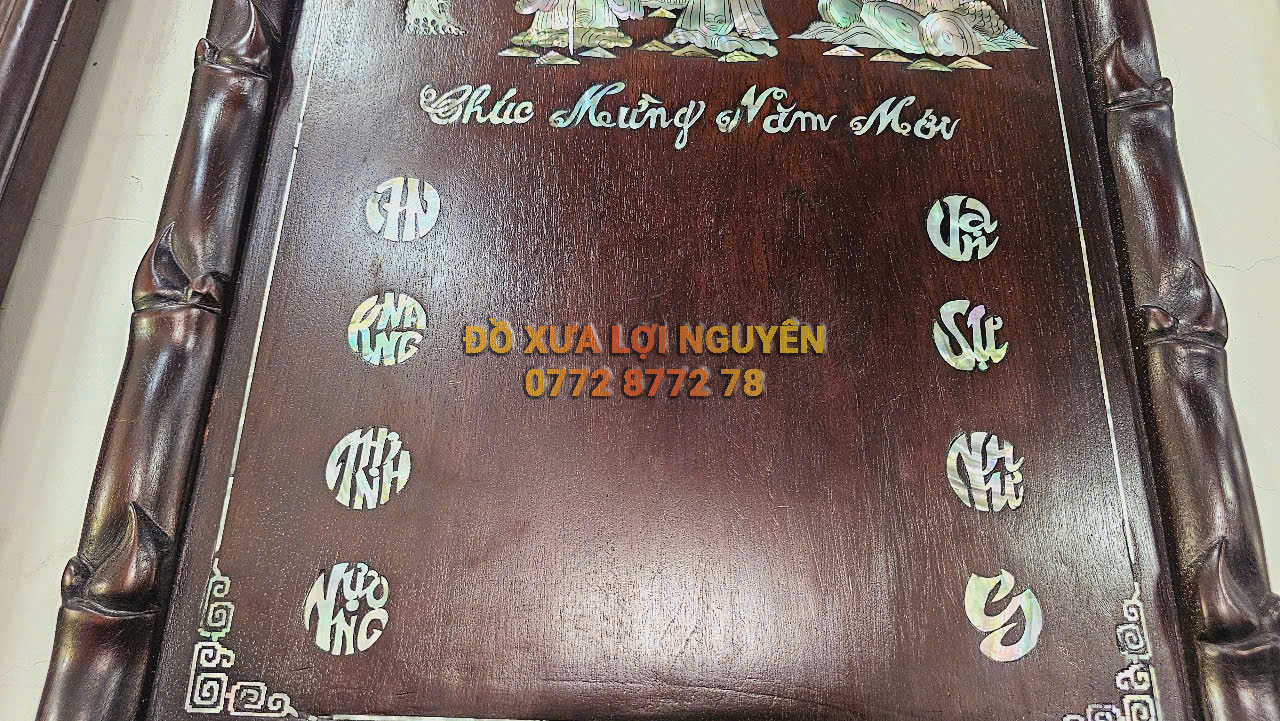 Chúc Mừng Năm Mới
AN
KHANG
THỊNH
VƯỢNG
Vạn
Sự
NHƯ
Ý
ĐỒ XƯA LỢI NGUYÊN
0772 8772 78